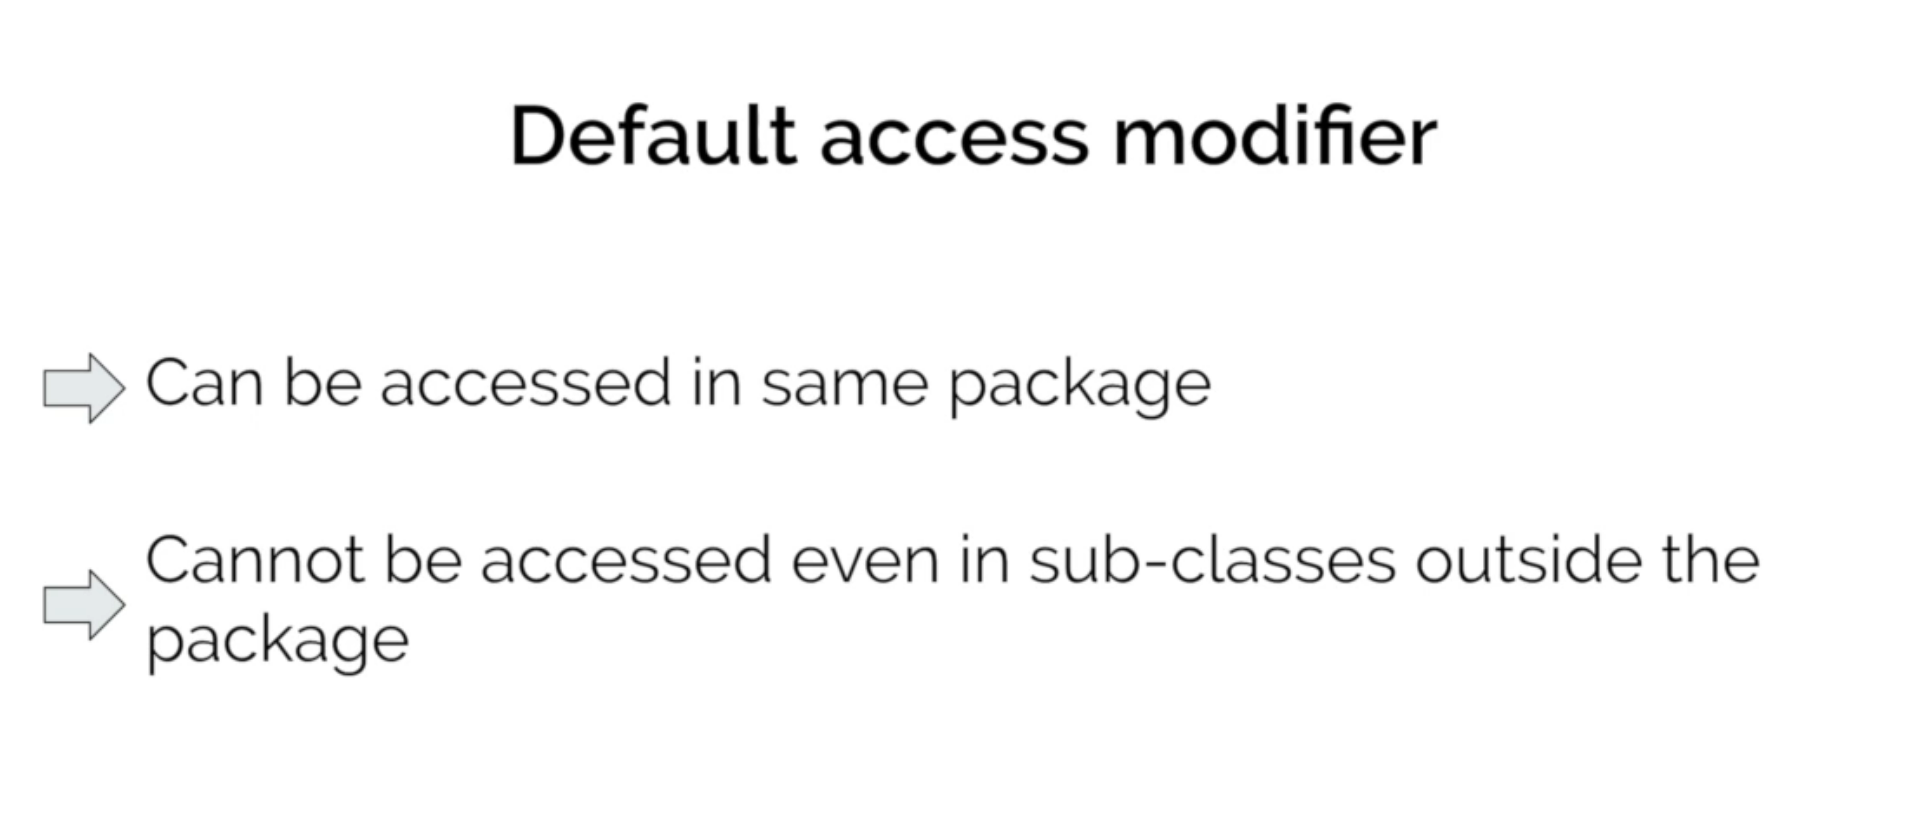 Default access modifier
Can be accessed in same package
Cannot be accessed even in sub-classes outside the
package